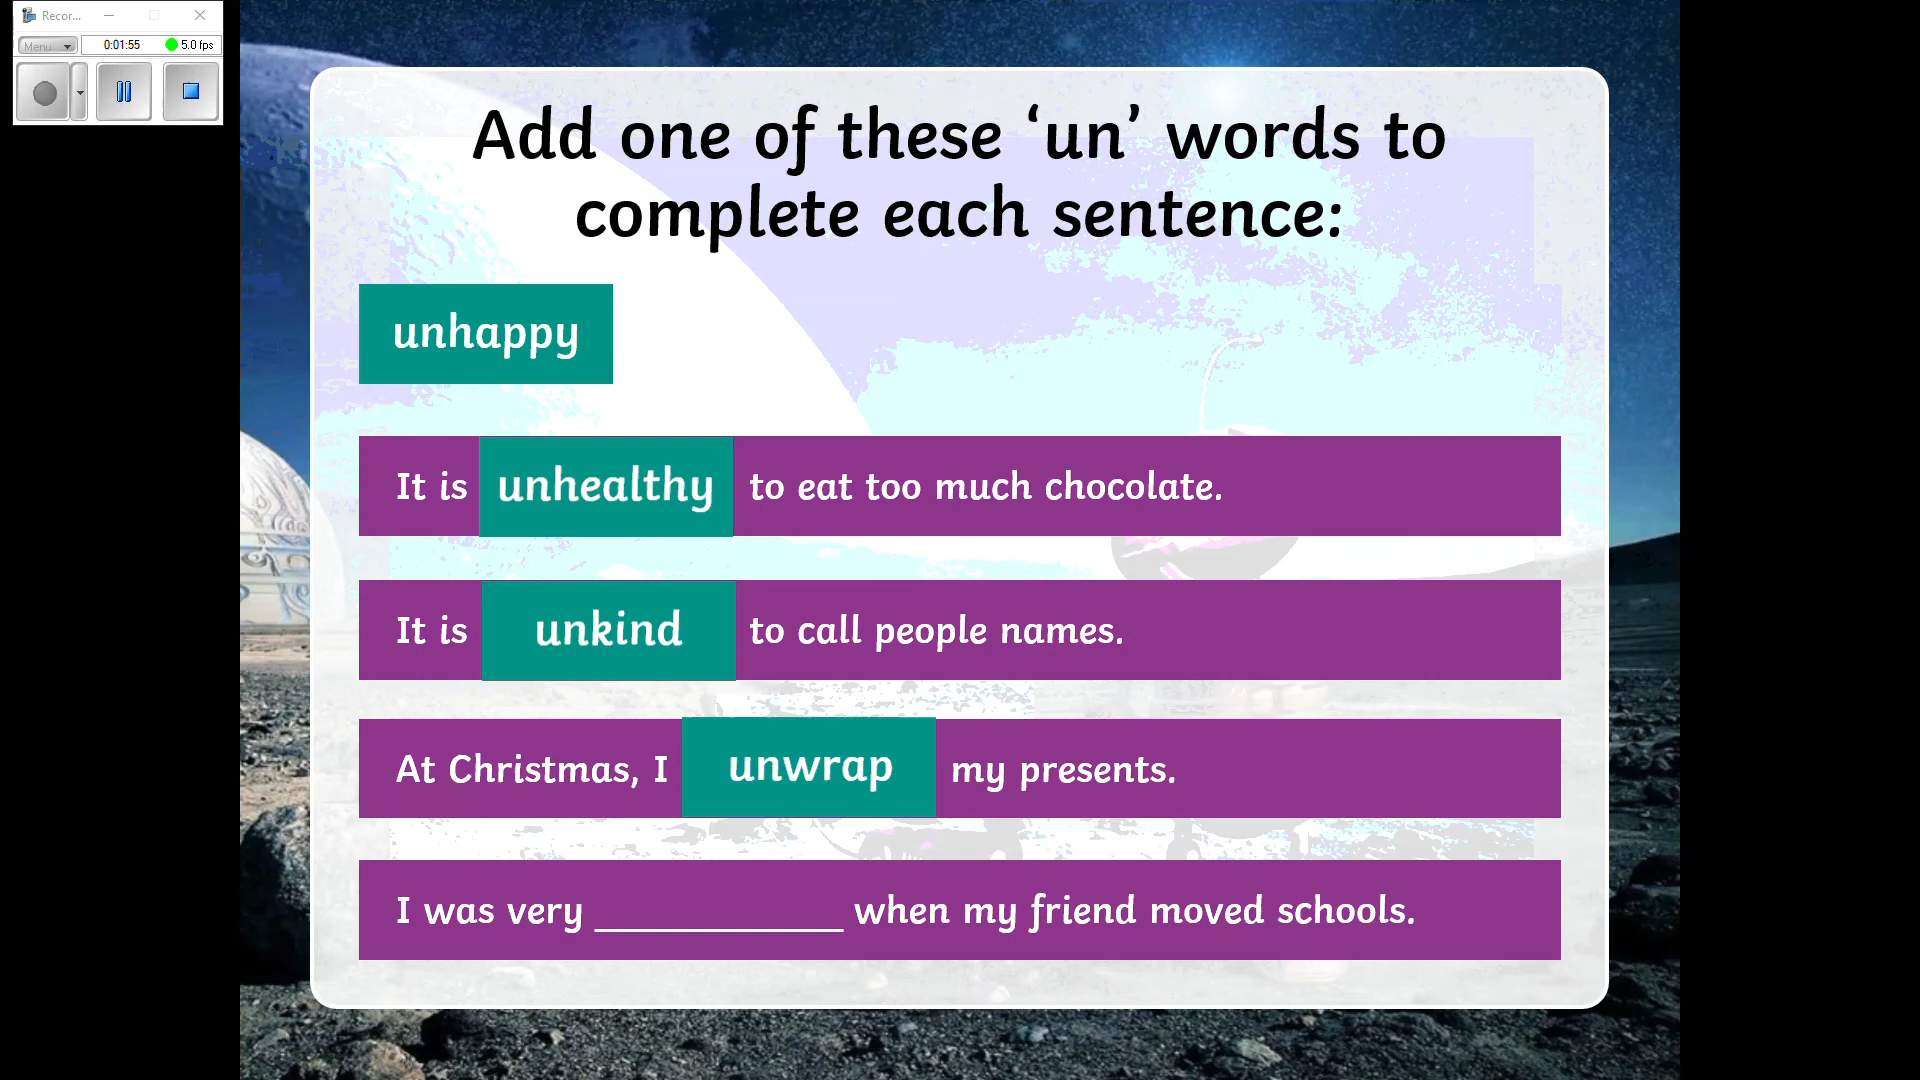 Recor...
Menu
0:01:55
5.0 fps
Add one of these ‘un’ words to
complete each sentence:
unhappy
It is unhealthy to eat too much chocolate.
It is unkind to call people names.
At Christmas, I unwrap my presents.
I was very ____________ when my friend moved schools.